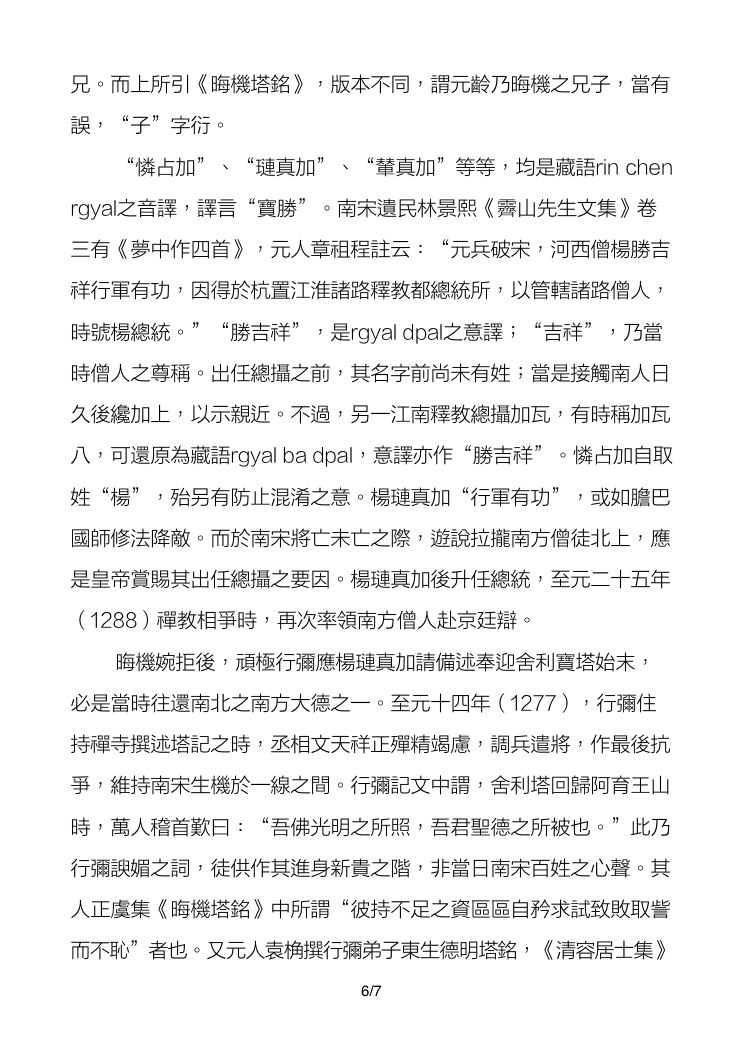 兄。而上所引《晦機塔銘》，版本不同，謂元齡乃晦機之兄子，當有
誤，“子”字衍。
“憐占加”、“璉真加”、“輦真加”等等，均是藏語rin chen
rgyal之音譯，譯言“寶勝”。南宋遺民林景熙《霽山先生文集》卷
三有《夢中作四首》，元人章祖程註云：“元兵破宋，河西僧楊勝吉
祥行軍有功，因得於杭置江淮諸路釋教都總統所，以管轄諸路僧人，
時號楊總統。”“勝吉祥”，是rgyal dpal之意譯；“吉祥”，乃當
時僧人之尊稱。出任總攝之前，其名字前尚未有姓；當是接觸南人日
久後纔加上，以示親近。不過，另一江南釋教總攝加瓦，有時稱加瓦
八，可還原為藏語rgyal ba dpal，意譯亦作“勝吉祥”。憐占加自取
姓“楊”，殆另有防止混淆之意。楊璉真加“行軍有功”，或如膽巴
國師修法降敵。而於南宋將亡未亡之際，遊說拉攏南方僧徒北上，應
是皇帝賞賜其出任總攝之要因。楊璉真加後升任總統，至元二十五年
（1288）禪教相爭時，再次率領南方僧人赴京廷辯。
晦機婉拒後，頑極行彌應楊璉真加請備述奉迎舍利寶塔始末，
必是當時往還南北之南方大德之一。至元十四年（1277），行彌住
持禪寺撰述塔記之時，丞相文天祥正殫精竭慮，調兵遣將，作最後抗
爭，維持南宋生機於一線之間。行彌記文中謂，舍利塔回歸阿育王山
時，萬人稽首歎曰：“吾佛光明之所照，吾君聖德之所被也。”此乃
行彌諛媚之詞，徒供作其進身新貴之階，非當日南宋百姓之心聲。其
人正虞集《晦機塔銘》中所謂“彼持不足之資區區自矜求試致敗取訾
而不恥”者也。又元人袁桷撰行彌弟子東生德明塔銘，《清容居士集》
6/7